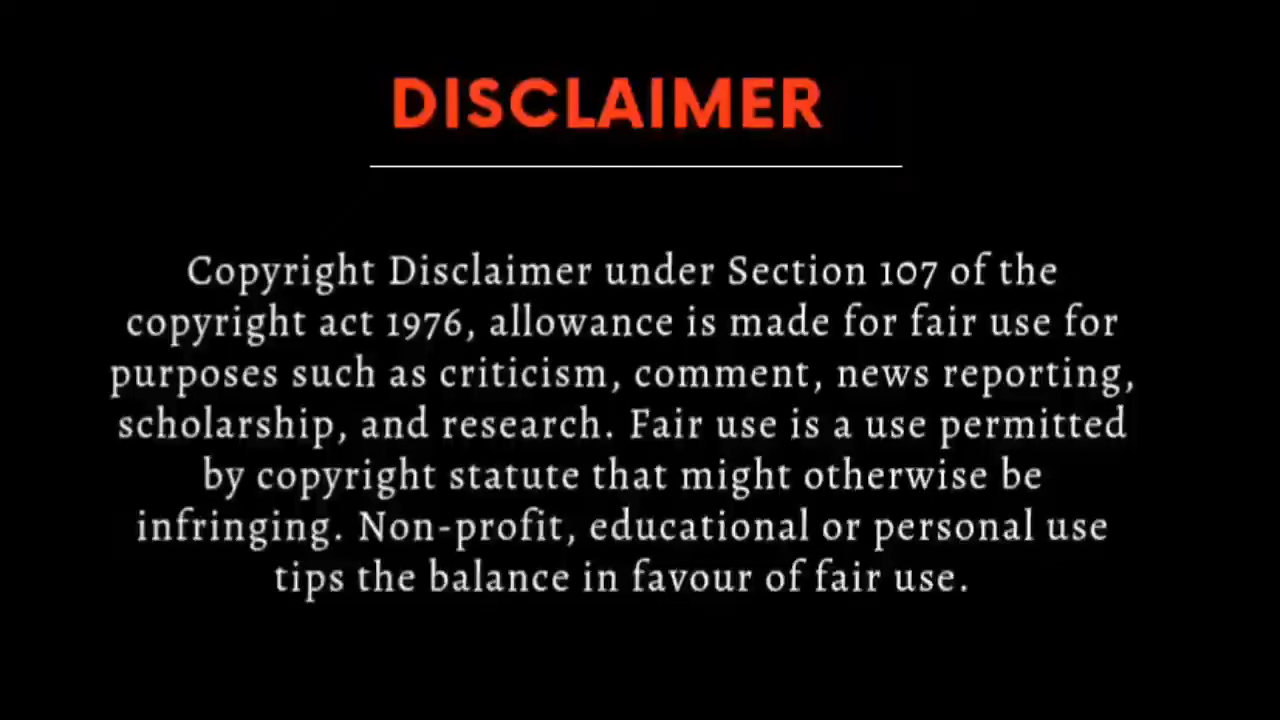 DISCLAIMER
Copyright Disclaimer under Section 107 of the
copyright act 1976, allowance is made for fair use for
purposes such as criticism, comment, news reporting,
scholarship, and research. Fair use is a use permitted
by copyright statute that might otherwise be
infringing. Non-profit, educational or personal use
tips the balance in favour of fair use.